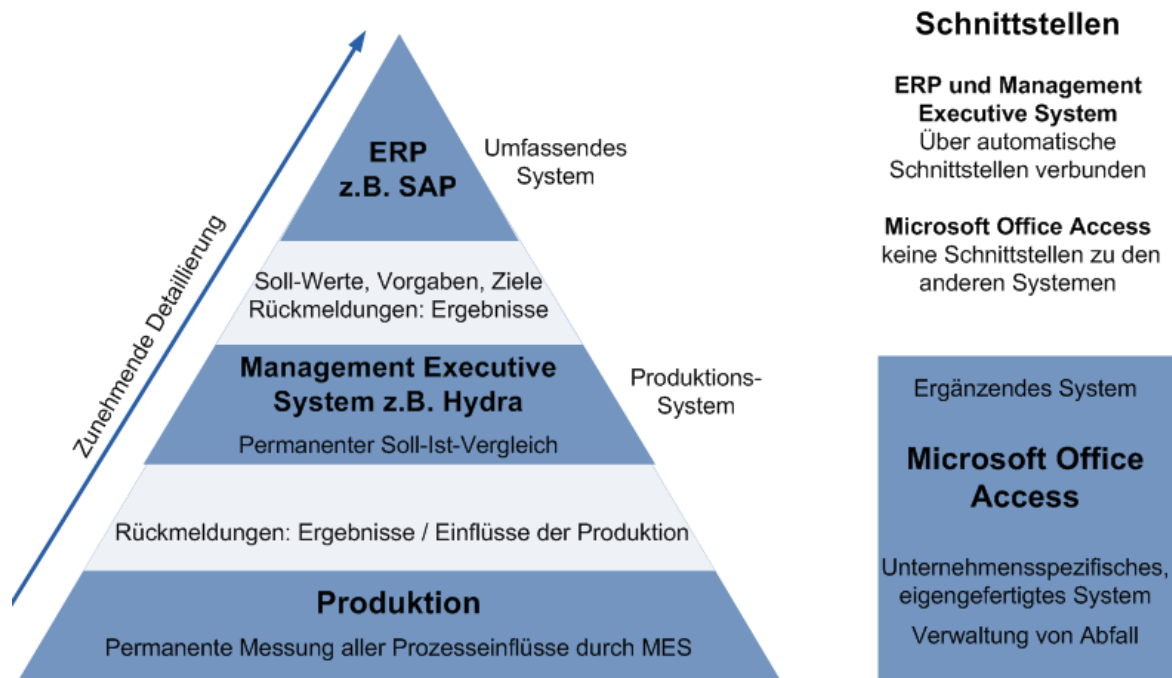 Zunehmende Detaillierung
ERP
z.B. SAP
Umfassendes
System
Soll-Werte, Vorgaben, Ziele
Rückmeldungen: Ergebnisse
Management Executive
System z.B. Hydra
Permanenter Soll-Ist-Vergleich
Produktions-
System
Rückmeldungen: Ergebnisse / Einflüsse der Produktion
Produktion
Permanente Messung aller Prozesseinflüsse durch MES
Schnittstellen
ERP und Management
Executive System
Über automatische
Schnittstellen verbunden
Microsoft Office Access
keine Schnittstellen zu den
anderen Systemen
Ergänzendes System
Microsoft Office
Access
Unternehmensspezifisches,
eigengefertigtes System
Verwaltung von Abfall